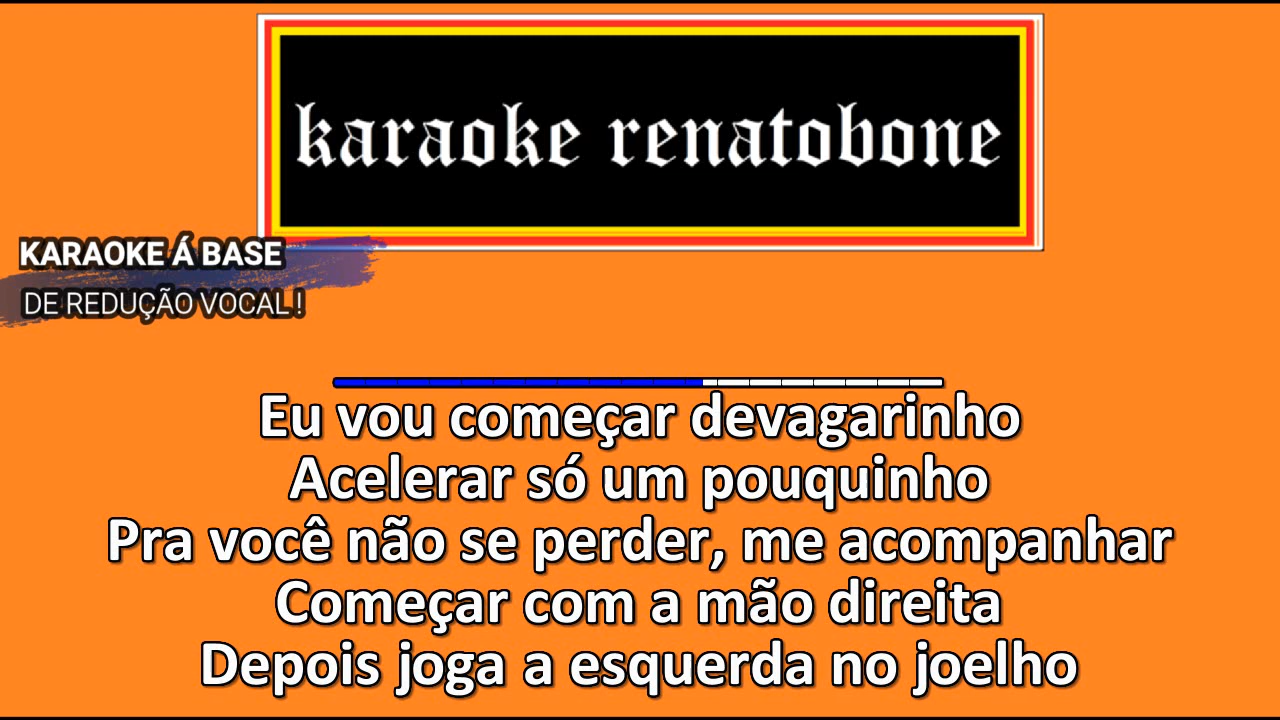 karaoke renatobone
KARAOKE Á BASE
DE REDUÇÃO VOCAL !
Eu vou começar devagarinho
Acelerar só um pouquinho
Pra você não se perder, me acompanhar
Começar com a mão direita
Depois joga a esquerda no joelho